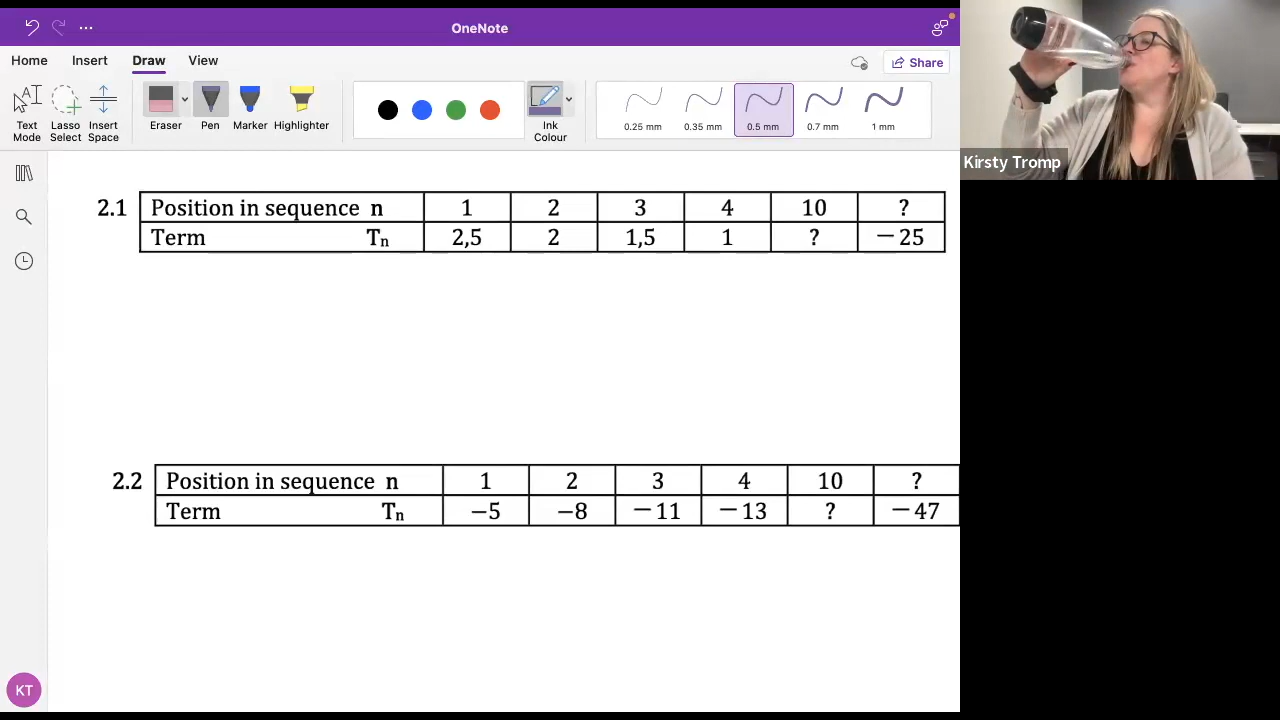 OneNote
Home Insert Draw View
Share
Text Mode
Lasso Select
Insert Space
Eraser
Pen
Marker
Highlighter
Ink Colour
0.25 mm
0.35 mm
0.5 mm
0.7 mm
1 mm
Kirsty Tromp
2.1 Position in sequence n 1 2 3 4 10 ?
Term Tn 2,5 2 1,5 1 ? −25
2.2 Position in sequence n 1 2 3 4 10 ?
Term Tn −5 −8 −11 −13 ? −47
KT